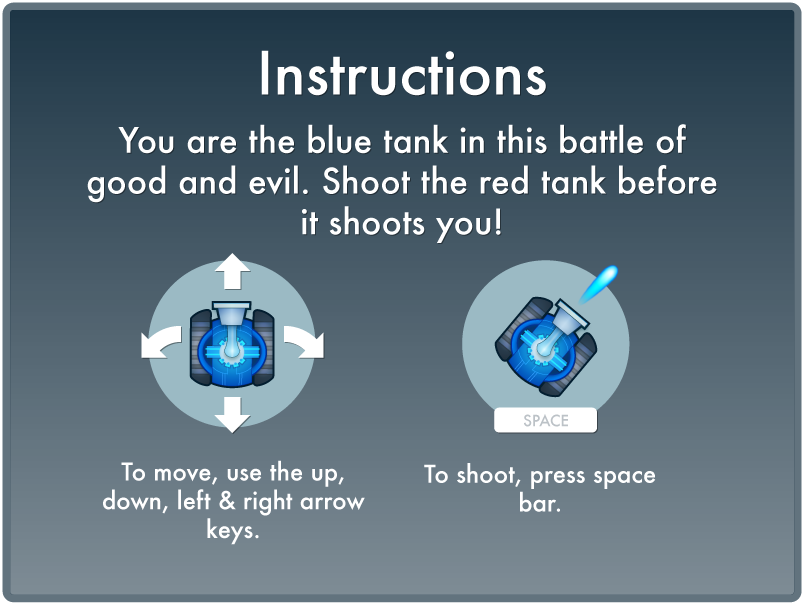 Instructions
You are the blue tank in this battle of
good and evil. Shoot the red tank before
it shoots you!
SPACE
To move, use the up,
down, left & right arrow
keys.
To shoot, press space
bar.